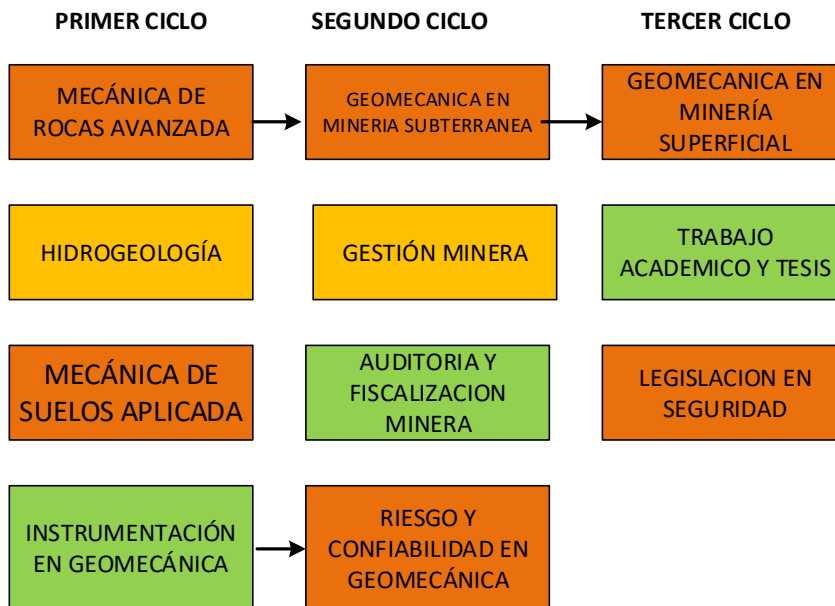 PRIMER CICLO
SEGUNDO CICLO
TERCER CICLO
MECÁNICA DE
ROCAS AVANZADA
GEOMECANICA EN
MINERIA SUBTERRANEA
GEOMECANICA EN
MINERÍA
SUPERFICIAL
HIDROGEOLOGÍA
GESTIÓN MINERA
TRABAJO
ACADEMICO Y TESIS
MECÁNICA DE
SUELOS APLICADA
AUDITORIA Y
FISCALIZACION
MINERA
LEGISLACION EN
SEGURIDAD
INSTRUMENTACIÓN
EN GEOMECÁNICA
RIESGO Y
CONFIABILIDAD EN
GEOMECÁNICA